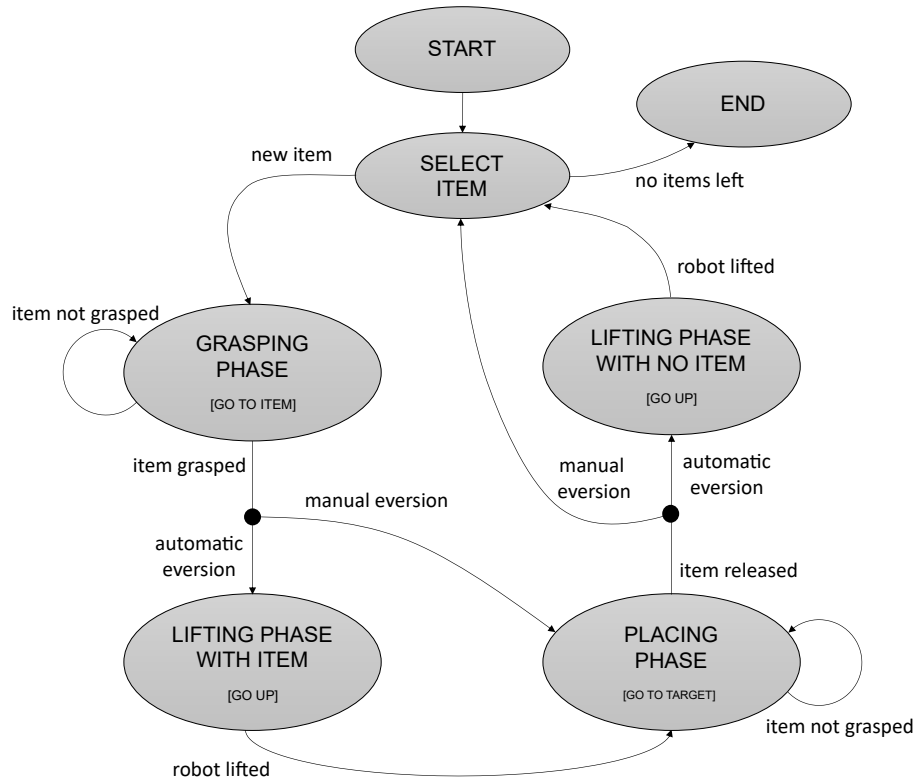 START
END
SELECT
ITEM
new item
no items left
robot lifted
item not grasped
GRASPING
PHASE
[GO TO ITEM]
LIFTING PHASE
WITH NO ITEM
[GO UP]
item grasped
manual
eversion
automatic
eversion
manual eversion
automatic
eversion
item released
LIFTING PHASE
WITH ITEM
[GO UP]
PLACING
PHASE
[GO TO TARGET]
item not grasped
robot lifted